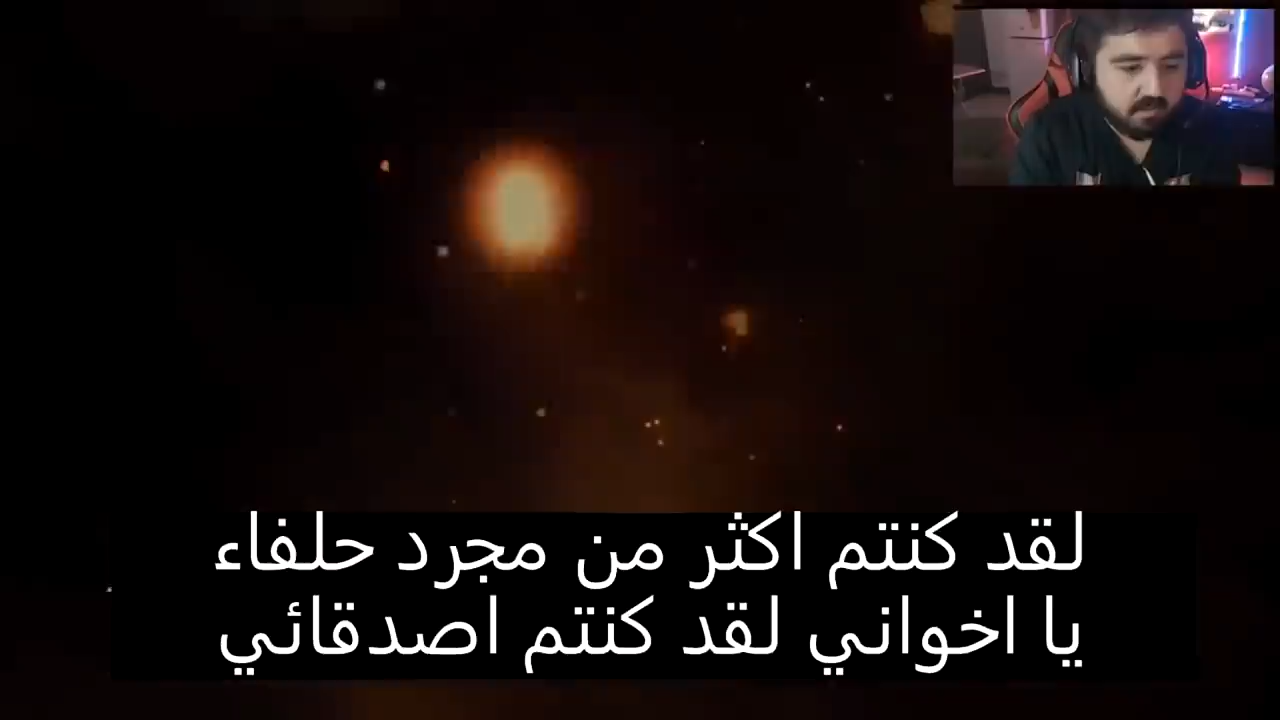 لقد كنتم اكثر من مجرد حلفاء
يا اخواني لقد كنتم اصدقائي